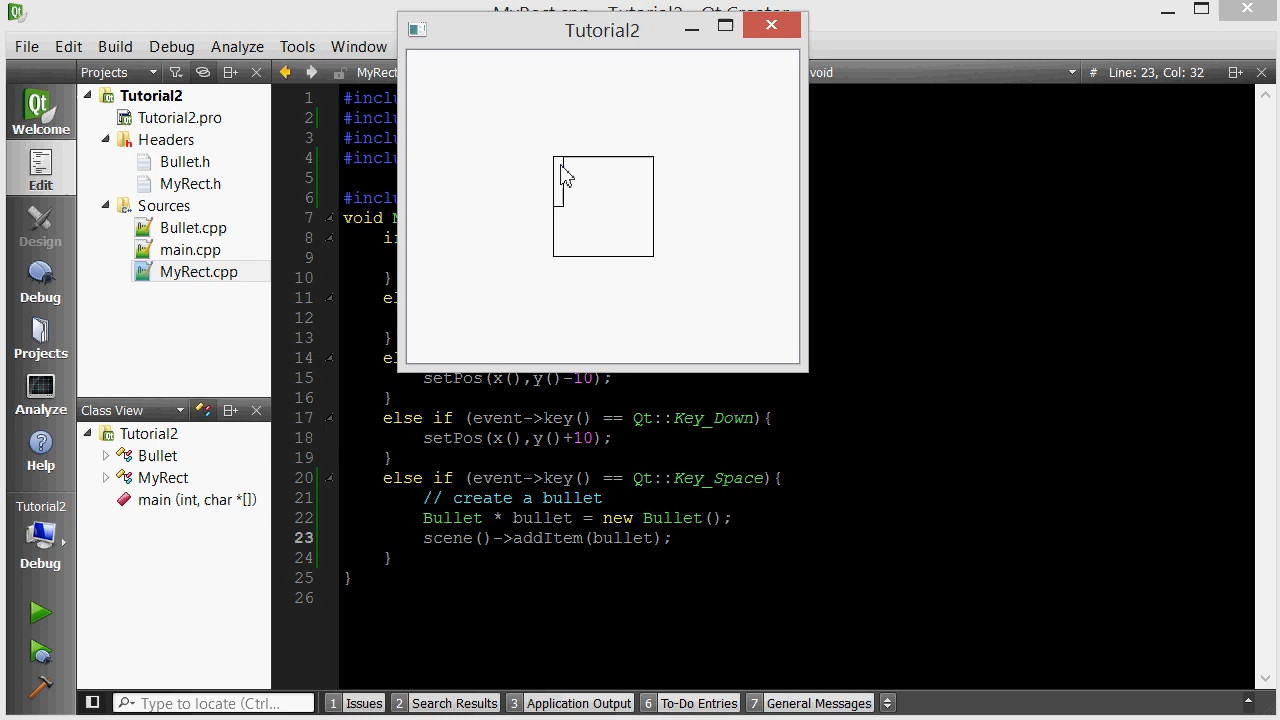 MyRect.cpp - Tutorial2 - Qt Creator
Tutorial2
File Edit Build Debug Analyze Tools Window
Projects
MyRect
void
# Line: 23, Col: 32
Welcome
Edit
Design
Debug
Projects
Analyze
Help
Tutorial2
Debug
Tutorial2
Tutorial2.pro
Headers
Bullet.h
MyRect.h
Sources
Bullet.cpp
main.cpp
MyRect.cpp
Class View
Tutorial2
Bullet
MyRect
main (int, char *[])
1 #inclu
2 #inclu
3 #inclu
4 #inclu
5
6 #inclu
7 void M
8 i
9
10 }
11 el
12
13 }
14 el
15 setPos(x(),y()-10);
16 }
17 else if (event->key() == Qt::Key_Down){
18 setPos(x(),y()+10);
19 }
20 else if (event->key() == Qt::Key_Space){
21 // create a bullet
22 Bullet * bullet = new Bullet();
23 scene()->addItem(bullet);
24 }
25 }
26
Type to locate (Ctrl...
1 Issues 2 Search Results 3 Application Output 6 To-Do Entries 7 General Messages